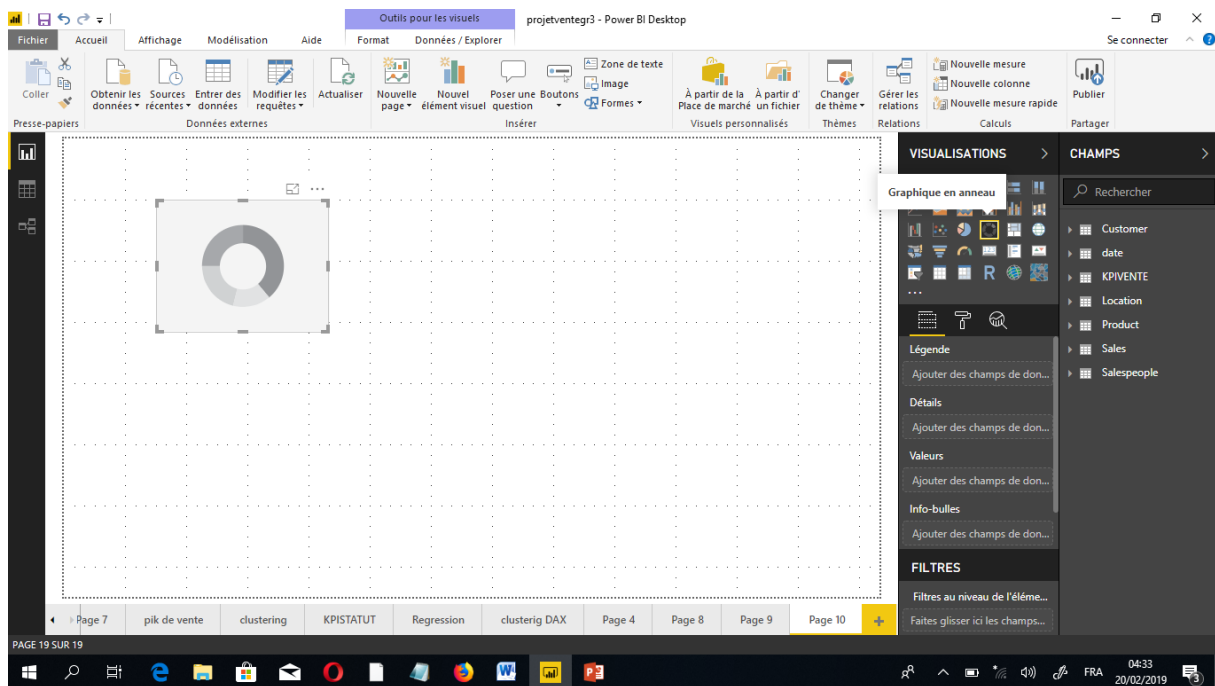 Outils pour les visuels
projetventegr3 - Power BI Desktop
Fichier Accueil Affichage Modélisation Aide Format Données / Explorer Se connecter
Coller
Obtenir les données
Sources récentes
Entrer des données
Modifier les requêtes
Actualiser
Nouvelle page
Nouvel élément visuel
Poser une question
Boutons
Zone de texte
Image
Formes
À partir de la Place de marché
À partir d' un fichier
Changer de thème
Gérer les relations
Nouvelle mesure
Nouvelle colonne
Nouvelle mesure rapide
Publier
Presse-papiers Données externes Insérer Visuels personnalisés Thèmes Relations Calculs Partager
VISUALISATIONS
Graphique en anneau
R
Légende
Ajouter des champs de don...
Détails
Ajouter des champs de don...
Valeurs
Ajouter des champs de don...
Info-bulles
Ajouter des champs de don...
FILTRES
Filtres au niveau de l'éléme...
Faites glisser ici les champs...
CHAMPS
Rechercher
Customer
date
KPIVENTE
Location
Product
Sales
Salespeople
Page 7 pik de vente clustering KPISTATUT Regression clusterig DAX Page 4 Page 8 Page 9 Page 10
PAGE 19 SUR 19
FRA
04:33
20/02/2019
3